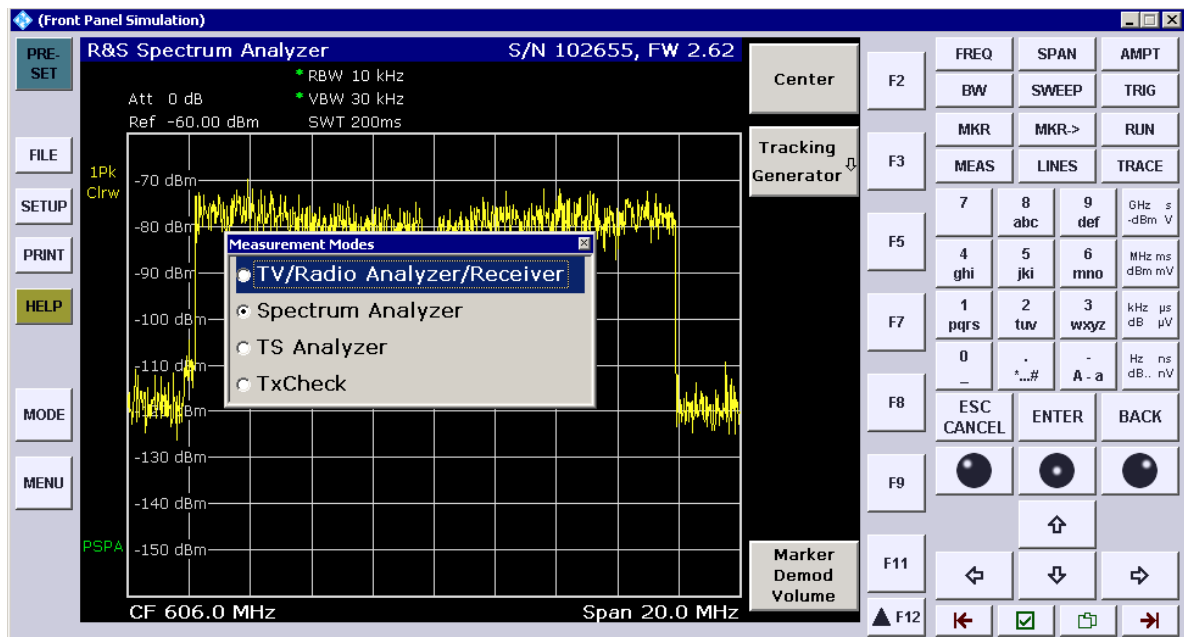 (Front Panel Simulation)
PRE-
SET
FILE
SETUP
PRINT
HELP
MODE
MENU
R&S Spectrum Analyzer
S/N 102655, FW 2.62
* RBW 10 kHz
Att 0 dB
* VBW 30 kHz
Ref -60.00 dBm
SWT 200ms
1Pk
Clrw
PSPA
-70 dBm
-80 dBm
-90 dBm
-100 dBm
-110 dBm
dBm
-130 dBm
-140 dBm
-150 dBm
Measurement Modes
TV/Radio Analyzer/Receiver
Spectrum Analyzer
TS Analyzer
TxCheck
CF 606.0 MHz
Span 20.0 MHz
Center
Tracking
Generator
Marker
Demod
Volume
F2
F3
F5
F7
F8
F9
F11
F12
FREQ SPAN AMPT
BW SWEEP TRIG
MKR MKR-> RUN
MEAS LINES TRACE
7 8 9 GHz s
abc def -dBm V
4 5 6 MHz ms
ghi jkl mno dBm mV
1 2 3 kHz µs
pqrs tuv wxyz dB µV
0 . - Hz ns
_ *...# A - a dB.. nV
ESC
CANCEL
ENTER
BACK